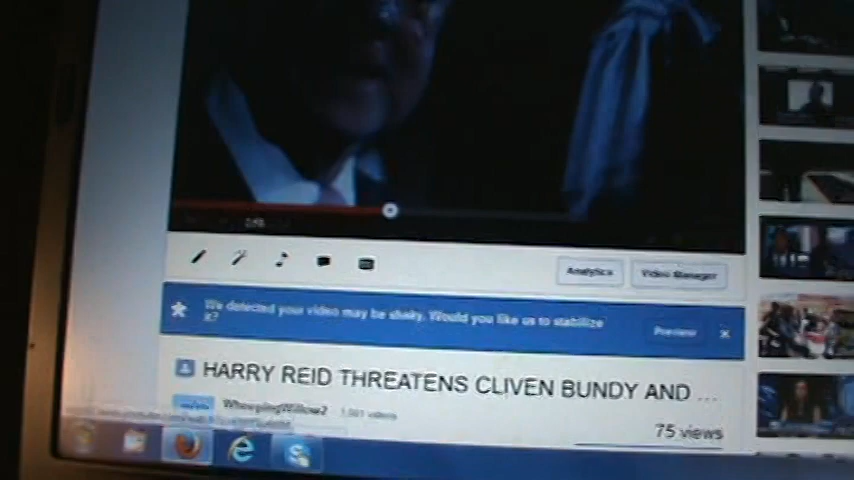 Analytics
Video Manager
We detected your video may be shaky. Would you like us to stabilize
it?
Preview
HARRY REID THREATENS CLIVEN BUNDY AND ...
WhoopingWillow2
75 views